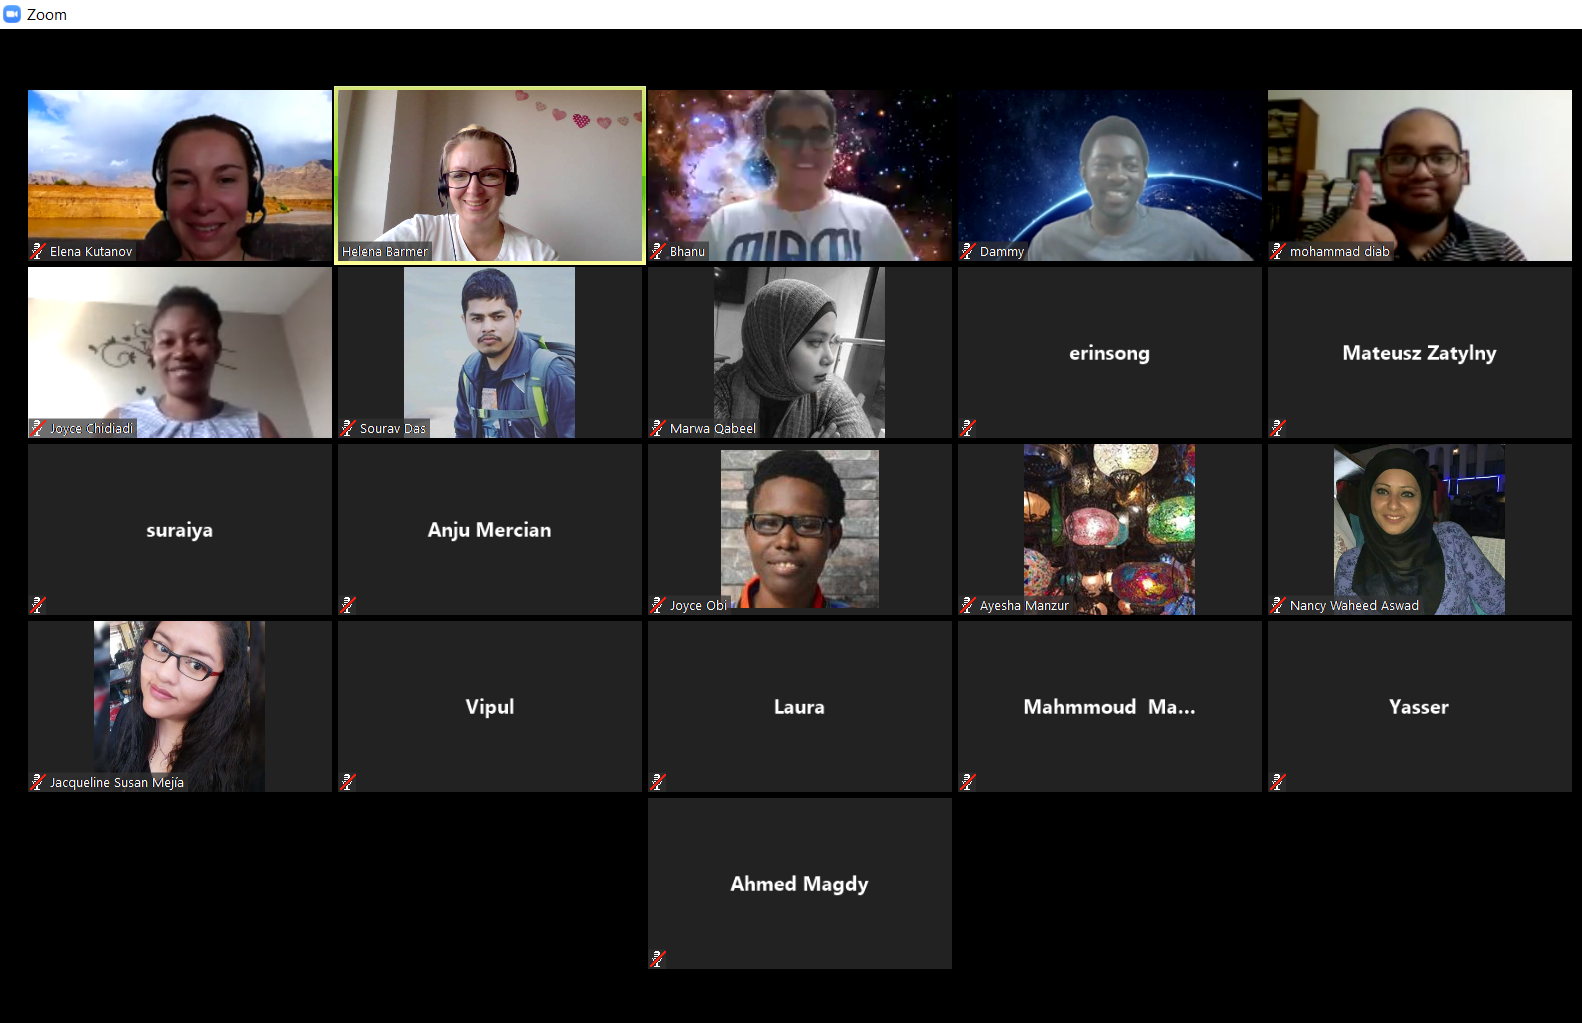 Zoom
Elena Kutanov
Helena Barmer
Bhanu
Dammy
mohammad diab
MIAMI
Joyce Chidiadi
Sourav Das
Marwa Qabeel
erinsong
Mateusz Zatylny
suraiya
Anju Mercian
Joyce Obi
Ayesha Manzur
Nancy Waheed Aswad
Jacqueline Susan Mejía
Vipul
Laura
Mahmmoud Ma...
Yasser
Ahmed Magdy